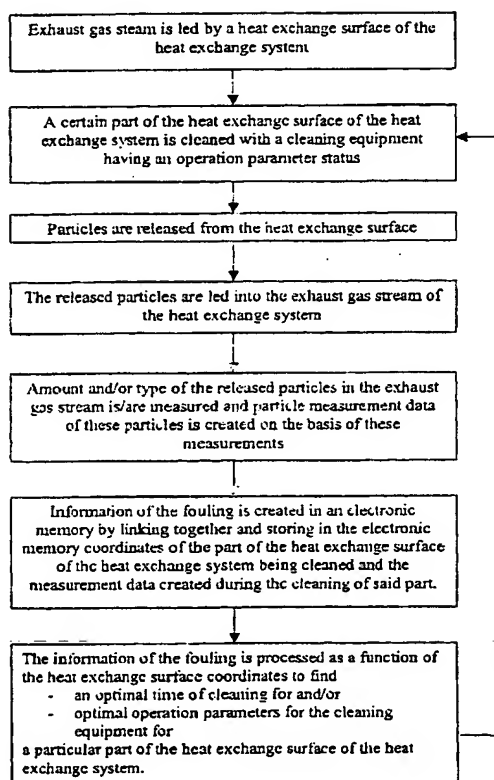 Exhaust gas steam is led by a heat exchange surface of the
heat exchange system
A certain part of the heat exchange surface of the heat
exchange system is cleaned with a cleaning equipment
having an operation parameter status
Particles are released from the heat exchange surface
The released particles are led into the exhaust gas stream of
the heat exchange system
Amount and/or type of the released particles in the exhaust
gas stream is/are measured and particle measurement data
of these particles is created on the basis of these
measurements
Information of the fouling is created in an electronic
memory by linking together and storing in the electronic
memory coordinates of the part of the heat exchange surface
of the heat exchange system being cleaned and the
measurement data created during the cleaning of said part.
The information of the fouling is processed as a function of
the heat exchange surface coordinates to find
- an optimal time of cleaning for and/or
- optimal operation parameters for the cleaning
equipment for
a particular part of the heat exchange surface of the heat
exchange system.